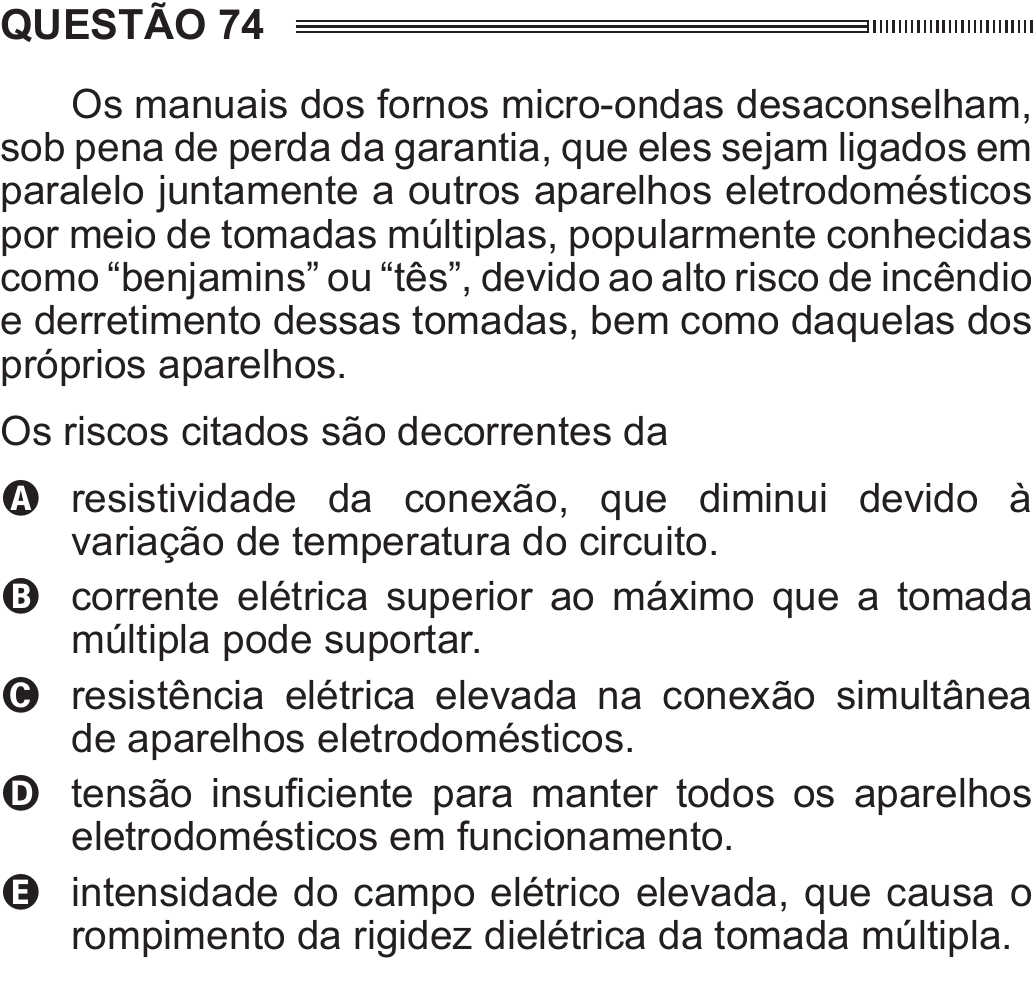 QUESTÃO 74
Os manuais dos fornos micro-ondas desaconselham,
sob pena de perda da garantia, que eles sejam ligados em
paralelo juntamente a outros aparelhos eletrodomésticos
por meio de tomadas múltiplas, popularmente conhecidas
como “benjamins” ou “tês”, devido ao alto risco de incêndio
e derretimento dessas tomadas, bem como daquelas dos
próprios aparelhos.
Os riscos citados são decorrentes da
A resistividade da conexão, que diminui devido à
variação de temperatura do circuito.
B corrente elétrica superior ao máximo que a tomada
múltipla pode suportar.
C resistência elétrica elevada na conexão simultânea
de aparelhos eletrodomésticos.
D tensão insuficiente para manter todos os aparelhos
eletrodomésticos em funcionamento.
E intensidade do campo elétrico elevada, que causa o
rompimento da rigidez dielétrica da tomada múltipla.